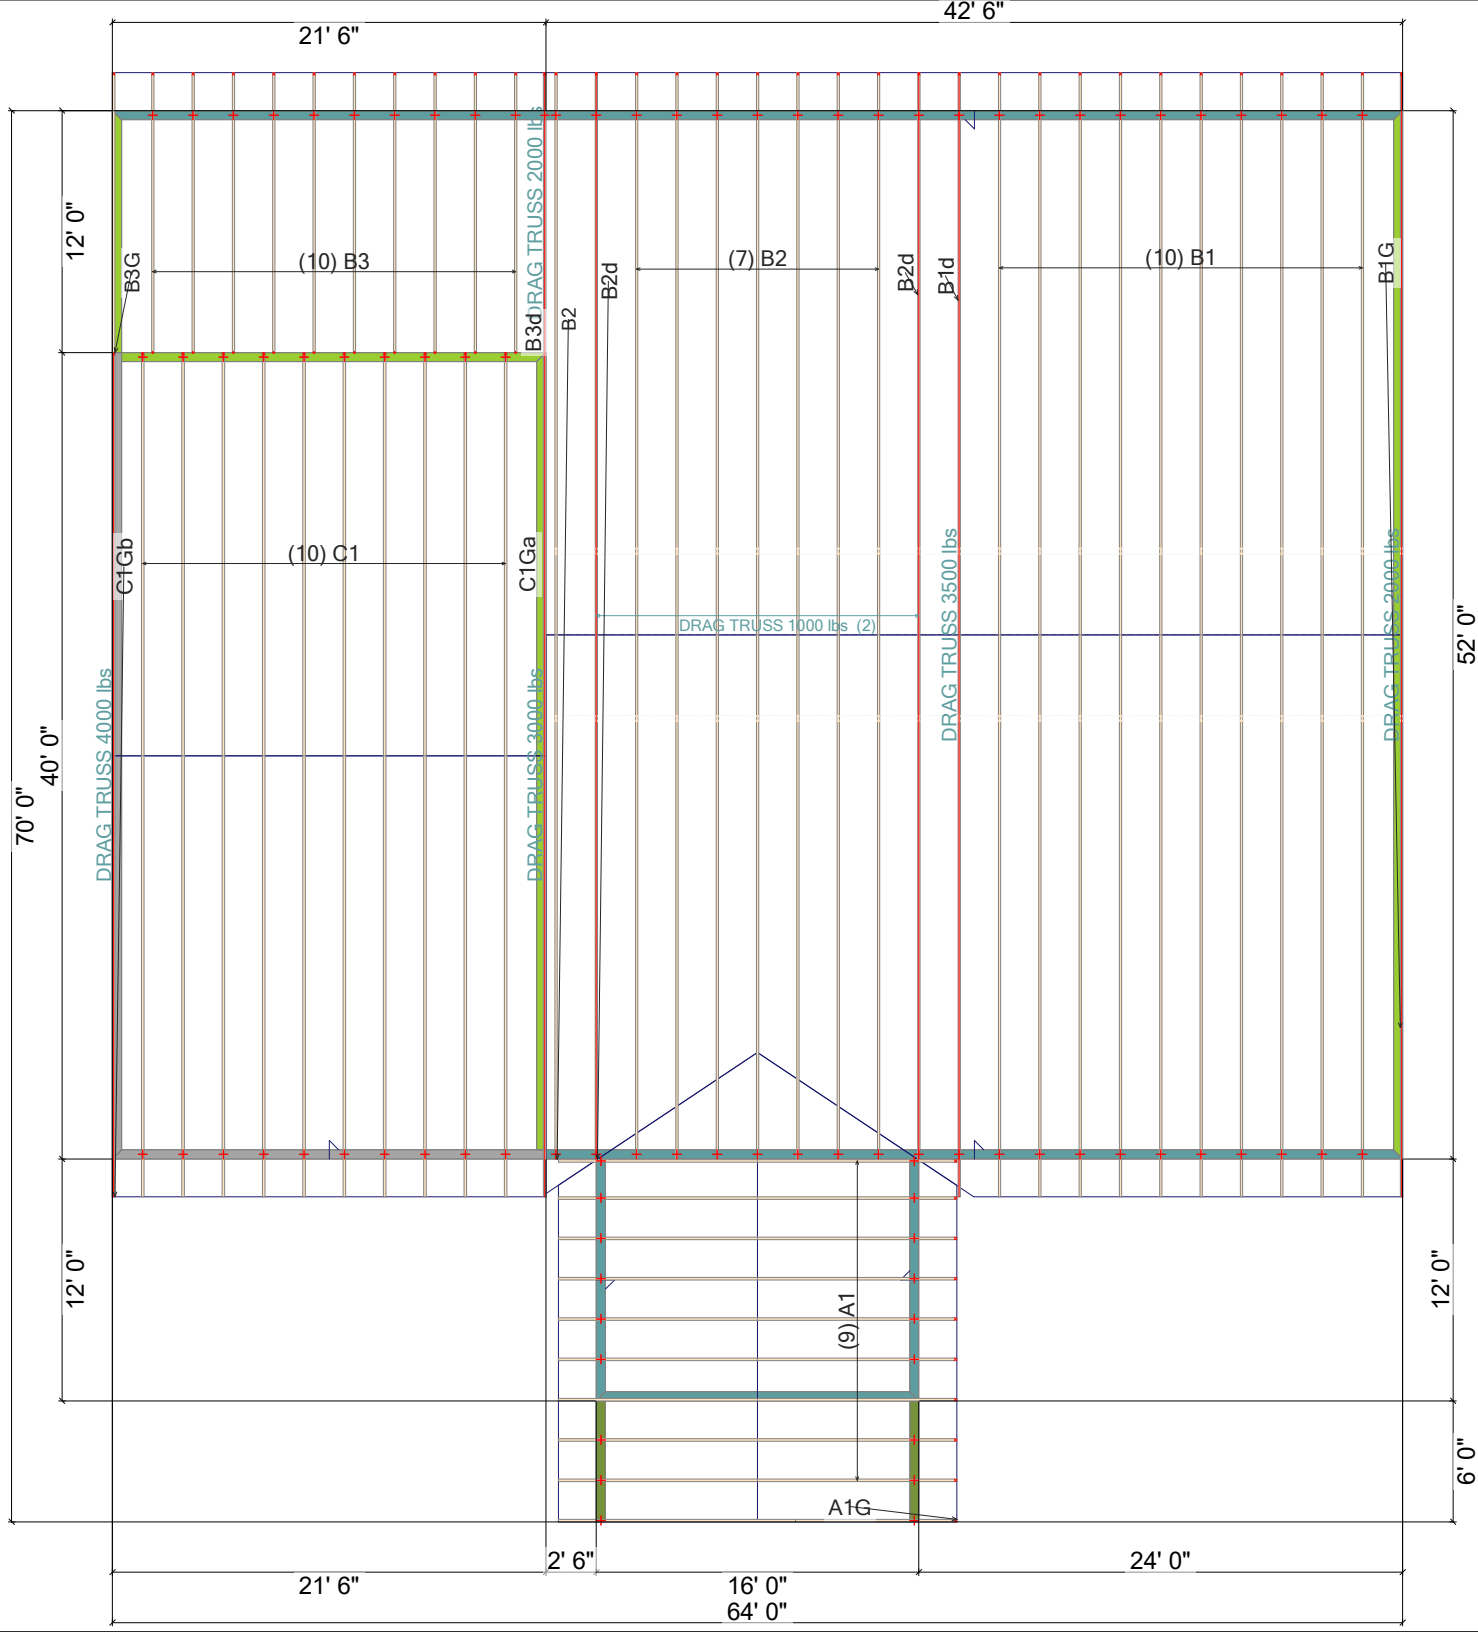 42' 6"
21' 6"
DRAG TRUSS 2000 lbs
12' 0"
B3G
(10) B3
B3d
B2
B2d
(7) B2
B2d
B1d
(10) B1
B1G
C1Gb
(10) C1
C1Ga
DRAG TRUSS 1000 lbs (2)
DRAG TRUSS 3500 lbs
DRAG TRUSS 2000 lbs
52' 0"
DRAG TRUSS 4000 lbs
DRAG TRUSS 3000 lbs
40' 0"
70' 0"
12' 0"
(9) A1
12' 0"
A1G
6' 0"
21' 6"
2' 6"
16' 0"
24' 0"
64' 0"